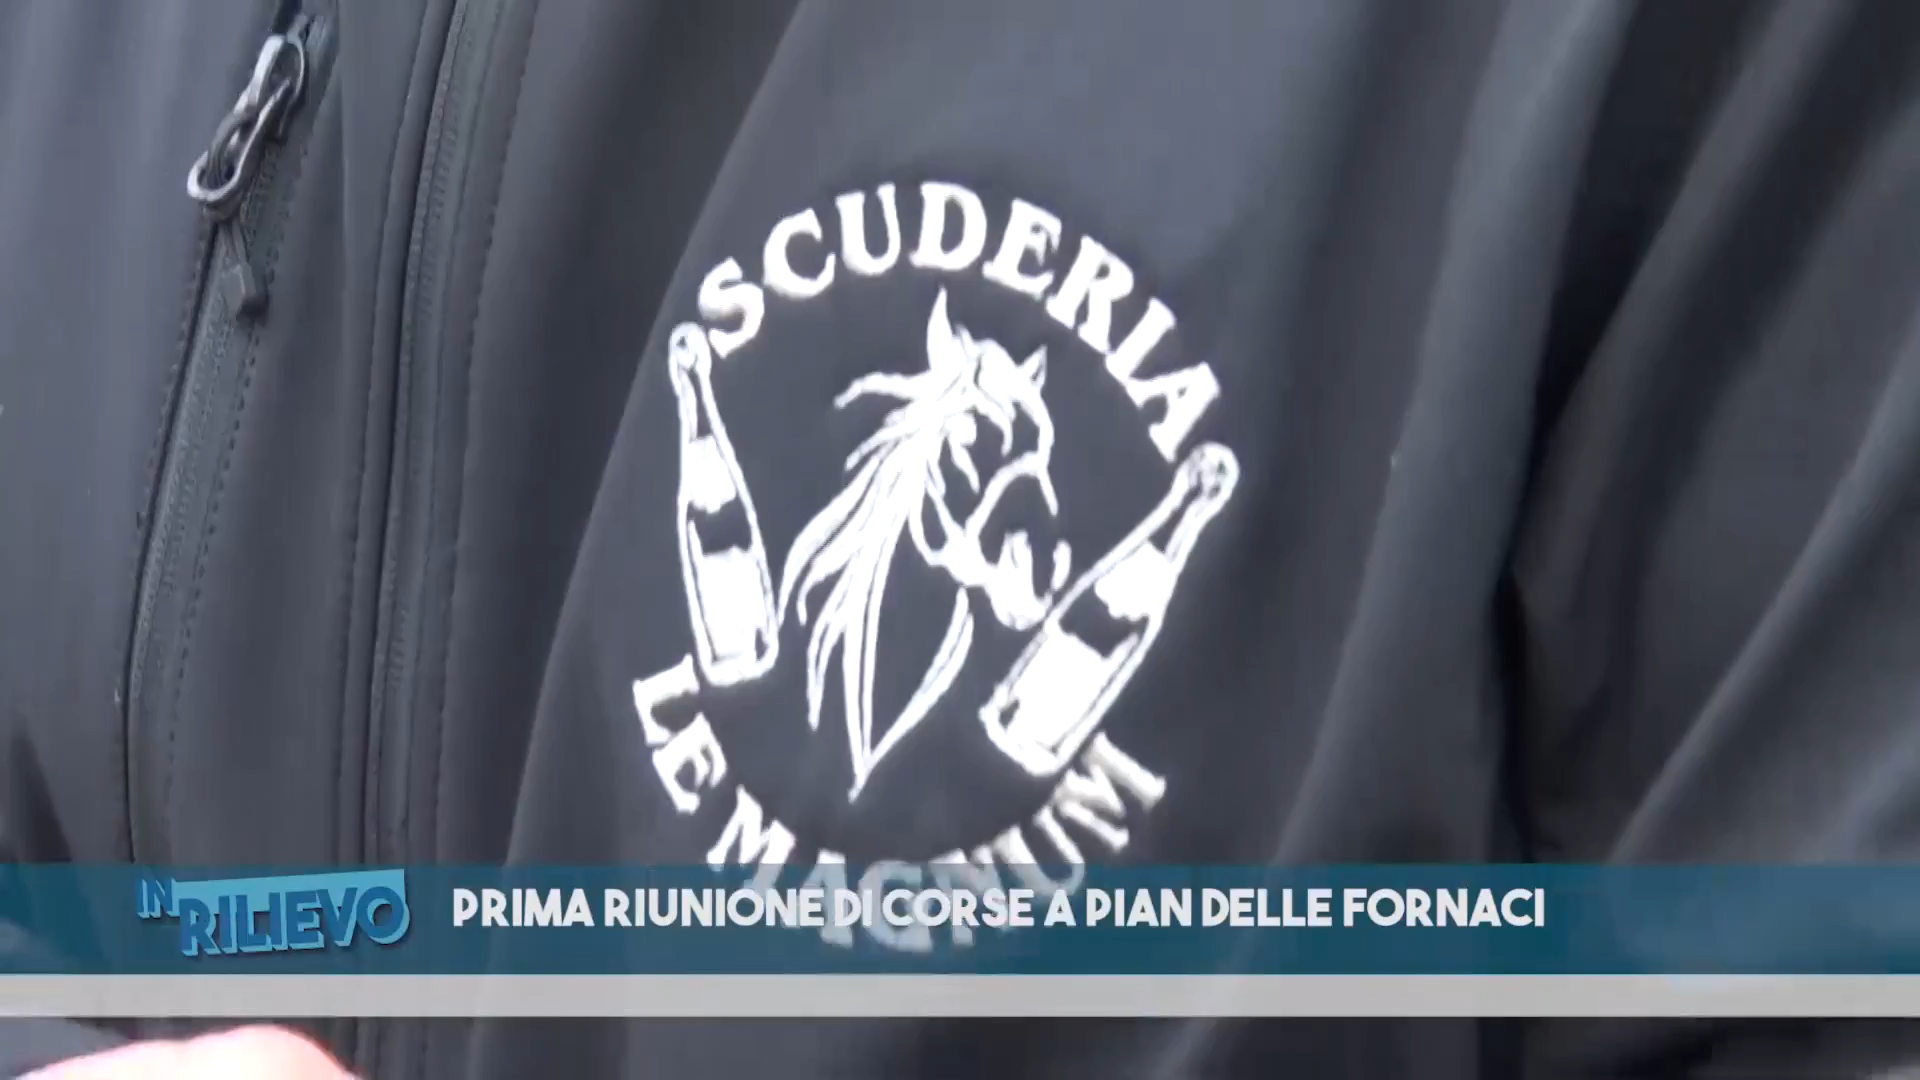 SCUDERIA
LE MAGNUM
IN
RILIEVO
PRIMA RIUNIONE DI CORSE A PIAN DELLE FORNACI